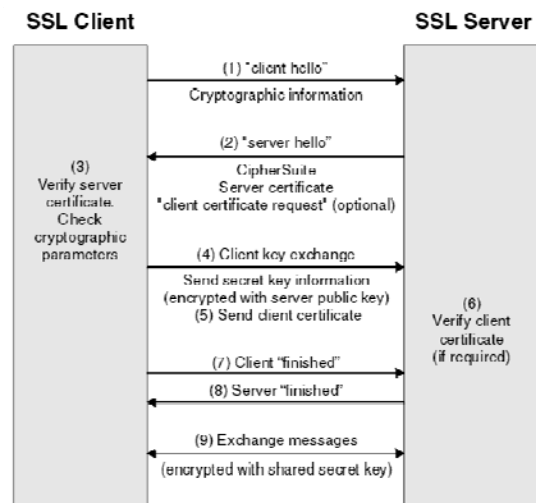 SSL Client
SSL Server
(1) "client hello"
Cryptographic information
(2) "server hello"
CipherSuite
Server certificate
"client certificate request" (optional)
(3)
Verify server
certificate.
Check
cryptographic
parameters
(4) Client key exchange
Send secret key information
(encrypted with server public key)
(5) Send client certificate
(6)
Verify client
certificate
(if required)
(7) Client "finished"
(8) Server "finished"
(9) Exchange messages
(encrypted with shared secret key)